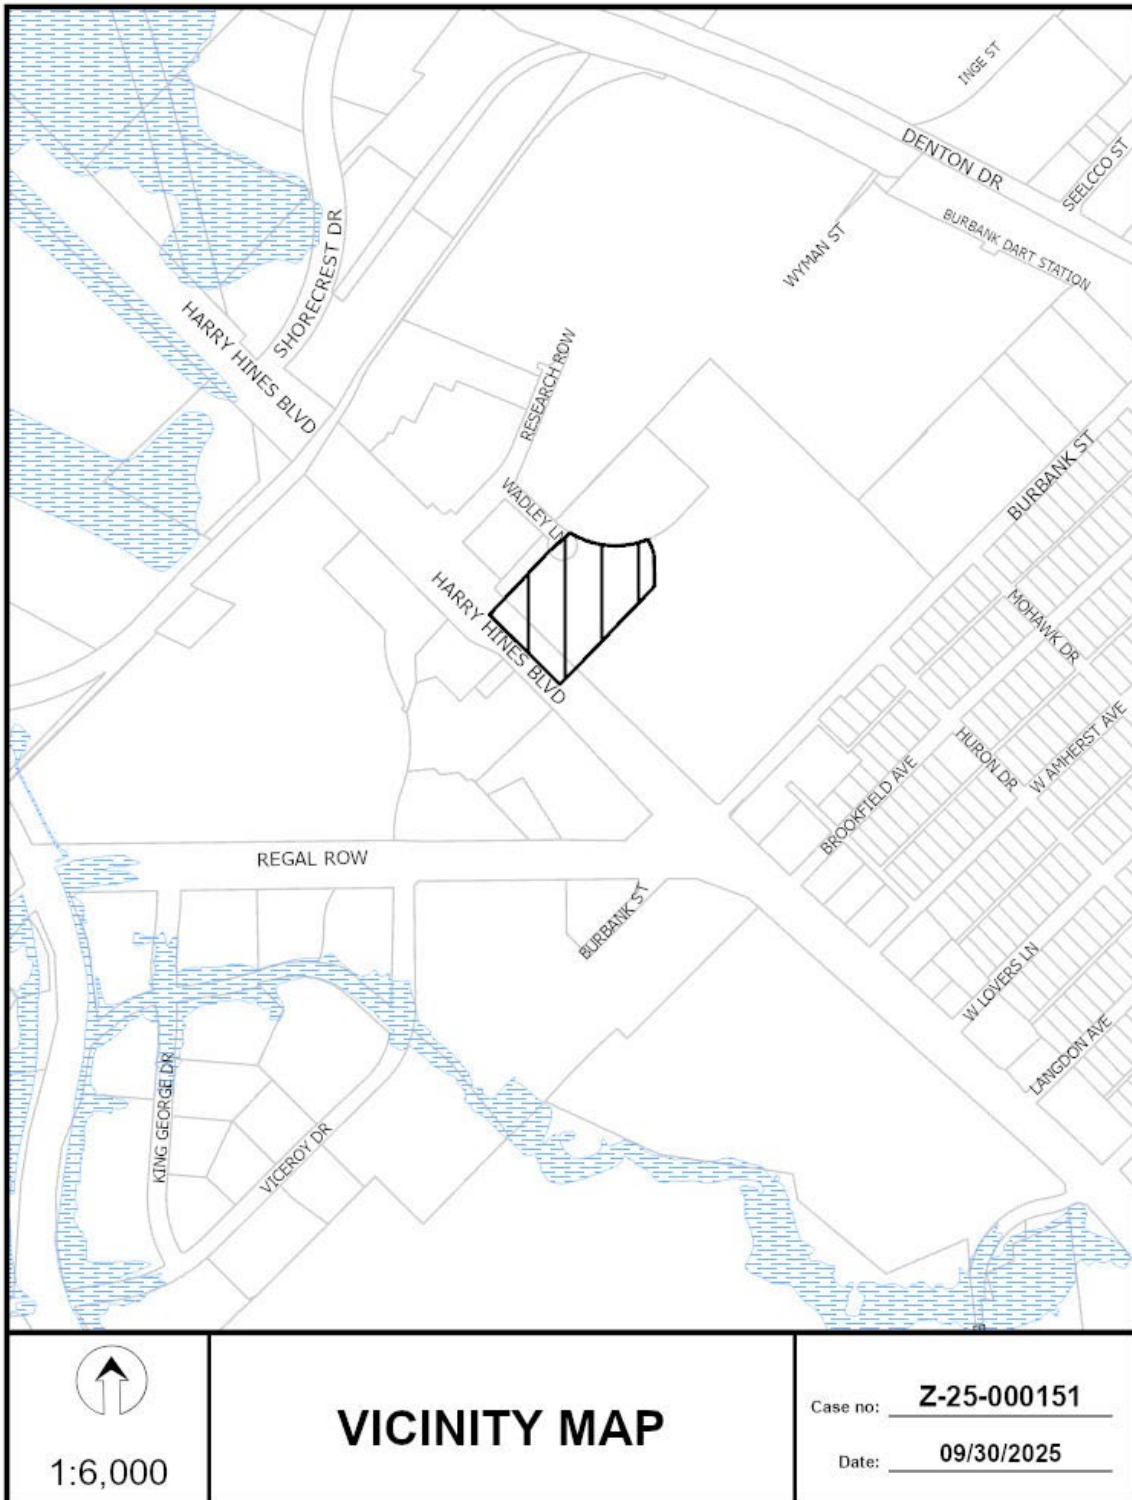 INGE ST
DENTON DR
SEELCCO ST
BURBANK DART STATION
WYMAN ST
SHORECREST DR
HARRY HINES BLVD
RESEARCH ROW
WADLEY LN
BURBANK ST
HARRY HINES BLVD
MOHAWK DR
HURON DR
W AMHERST AVE
BROOKFIELD AVE
REGAL ROW
BURBANK ST
W LOVERS LN
LANGDON AVE
KING GEORGE DR
VICEROY DR
1:6,000
VICINITY MAP
Case no: Z-25-000151
Date: 09/30/2025